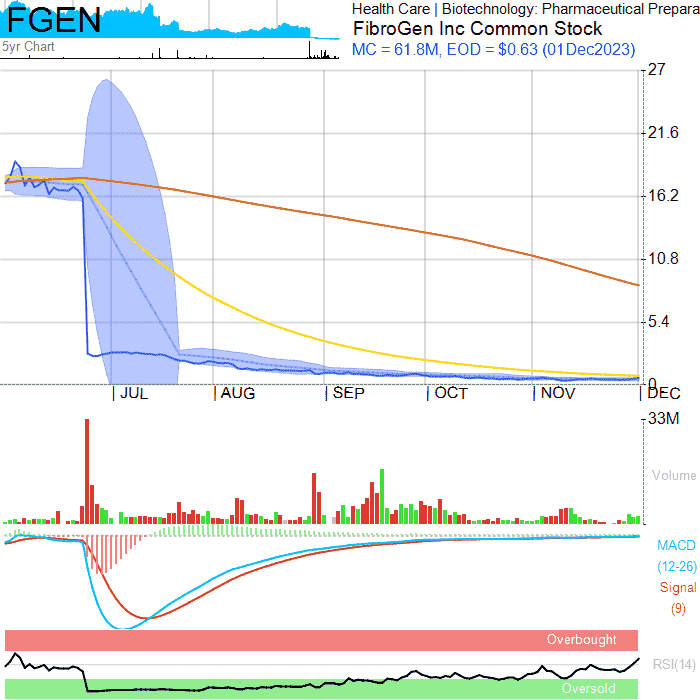 FGEN
Health Care | Biotechnology: Pharmaceutical Prepara
FibroGen Inc Common Stock
5yr Chart
MC = 61.8M, EOD = $0.63 (01Dec2023)
27
21.6
16.2
10.8
5.4
0
JUL
AUG
SEP
OCT
NOV
DEC
33M
Volume
MACD
(12-26)
Signal
(9)
Overbought
RSI(14)
Oversold